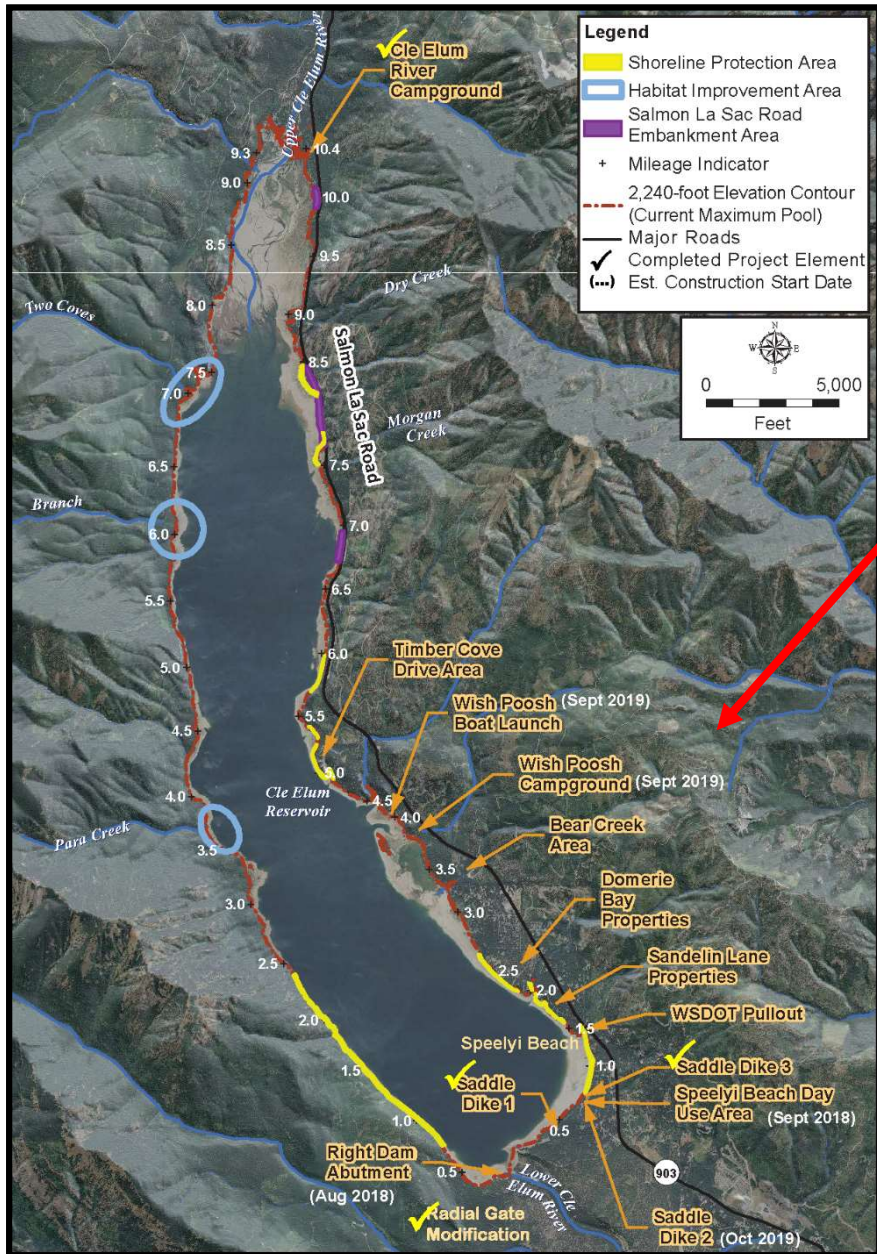 Legend
Shoreline Protection Area
Habitat Improvement Area
Salmon La Sac Road
Embankment Area
Mileage Indicator
2,240-foot Elevation Contour
(Current Maximum Pool)
Major Roads
Completed Project Element
(---) Est. Construction Start Date
N
W E
S
0 5,000
Feet
Cle Elum
River
Campground
Upper Cle Elum River
9.3
10.4
9.0
10.0
8.5
9.5
Dry Creek
Two Coves
8.0
9.0
7.5
7.0
8.5
Salmon La Sac Road
Morgan
Creek
6.5
7.5
Branch
6.0
7.0
5.5
6.5
5.0
6.0
Timber Cove
Drive Area
4.5
5.5
Wish Poosh
Boat Launch
(Sept 2019)
5.0
Cle Elum
Reservoir
4.0
4.5
Wish Poosh
Campground
(Sept 2019)
4.0
Para Creek
3.5
Bear Creek
Area
3.5
3.0
3.0
Domerie
Bay
Properties
2.5
2.5
2.0
Sandelin Lane
Properties
2.0
1.5
WSDOT Pullout
Speelyi Beach
1.5
1.0
Saddle Dike 3
Saddle
Dike 1
Speelyi Beach Day
Use Area
(Sept 2018)
1.0
0.5
Right Dam
Abutment
(Aug 2018)
0.5
Lower Cle
Elum River
903
Radial Gate
Modification
Saddle
Dike 2
(Oct 2019)